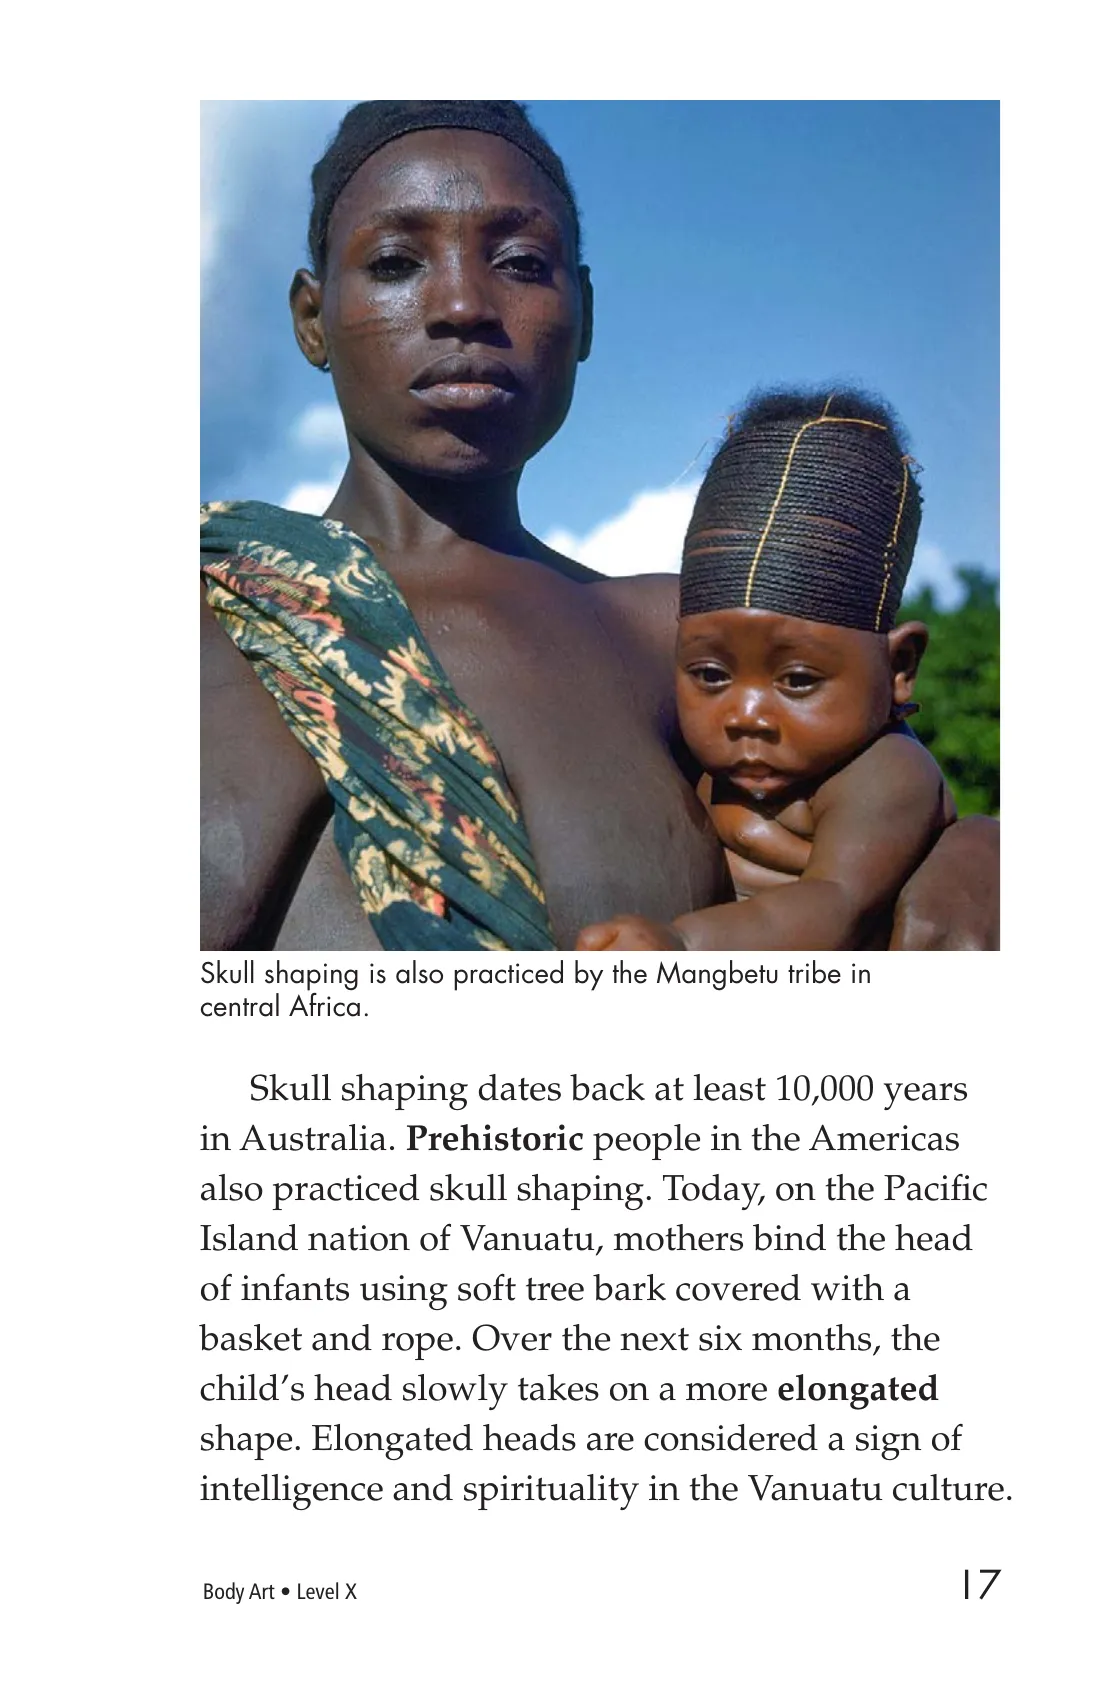 Skull shaping is also practiced by the Mangbetu tribe in
central Africa.
Skull shaping dates back at least 10,000 years
in Australia. Prehistoric people in the Americas
also practiced skull shaping. Today, on the Pacific
Island nation of Vanuatu, mothers bind the head
of infants using soft tree bark covered with a
basket and rope. Over the next six months, the
child’s head slowly takes on a more elongated
shape. Elongated heads are considered a sign of
intelligence and spirituality in the Vanuatu culture.
Body Art • Level X
17